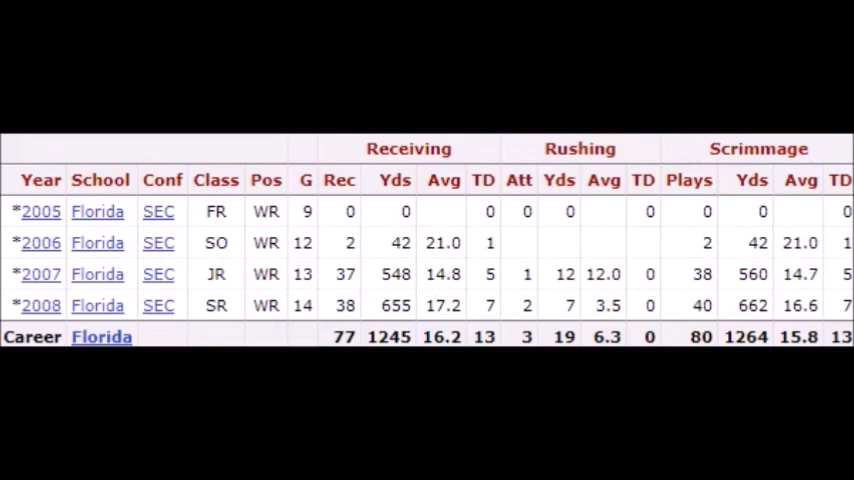 Receiving Rushing Scrimmage
Year School Conf Class Pos G Rec Yds Avg TD Att Yds Avg TD Plays Yds Avg TD
*2005 Florida SEC FR WR 9 0 0 0 0 0 0 0 0 0
*2006 Florida SEC SO WR 12 2 42 21.0 1 2 42 21.0 1
*2007 Florida SEC JR WR 13 37 548 14.8 5 1 12 12.0 0 38 560 14.7 5
*2008 Florida SEC SR WR 14 38 655 17.2 7 2 7 3.5 0 40 662 16.6 7
Career Florida 77 1245 16.2 13 3 19 6.3 0 80 1264 15.8 13